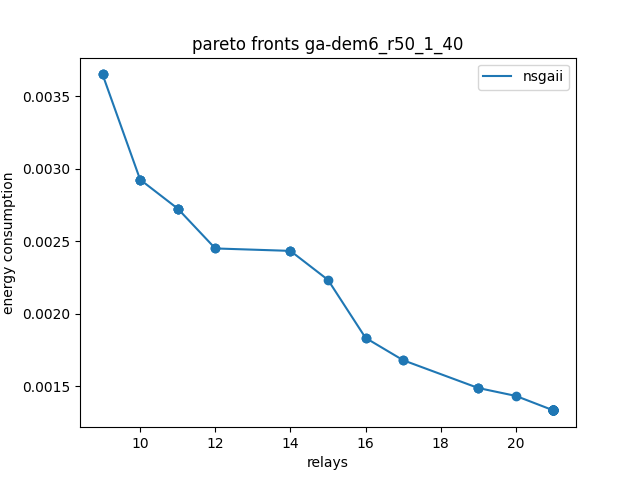 pareto fronts ga-dem6_r50_1_40
nsgaii
0.0035
0.0030
0.0025
0.0020
0.0015
energy consumption
10 12 14 16 18 20
relays